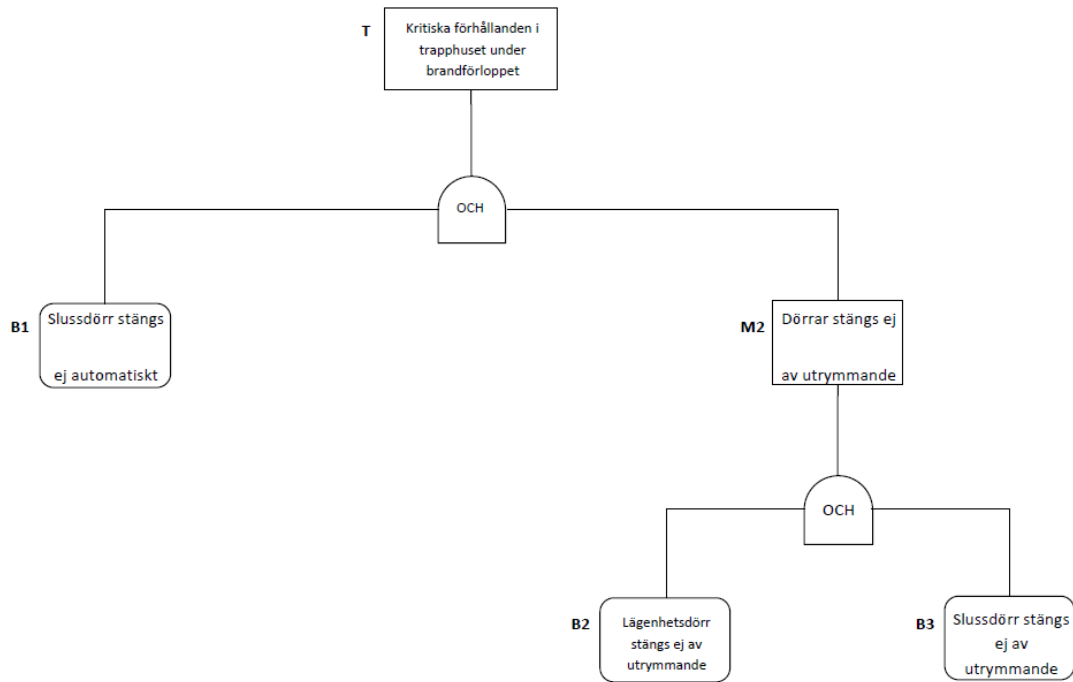 T
Kritiska förhållanden i
trapphuset under
brandförloppet
OCH
B1
Slussdörr stängs
ej automatiskt
M2
Dörrar stängs ej
av utrymmande
OCH
B2
Lägenhetsdörr
stängs ej av
utrymmande
B3
Slussdörr stängs
ej av
utrymmande